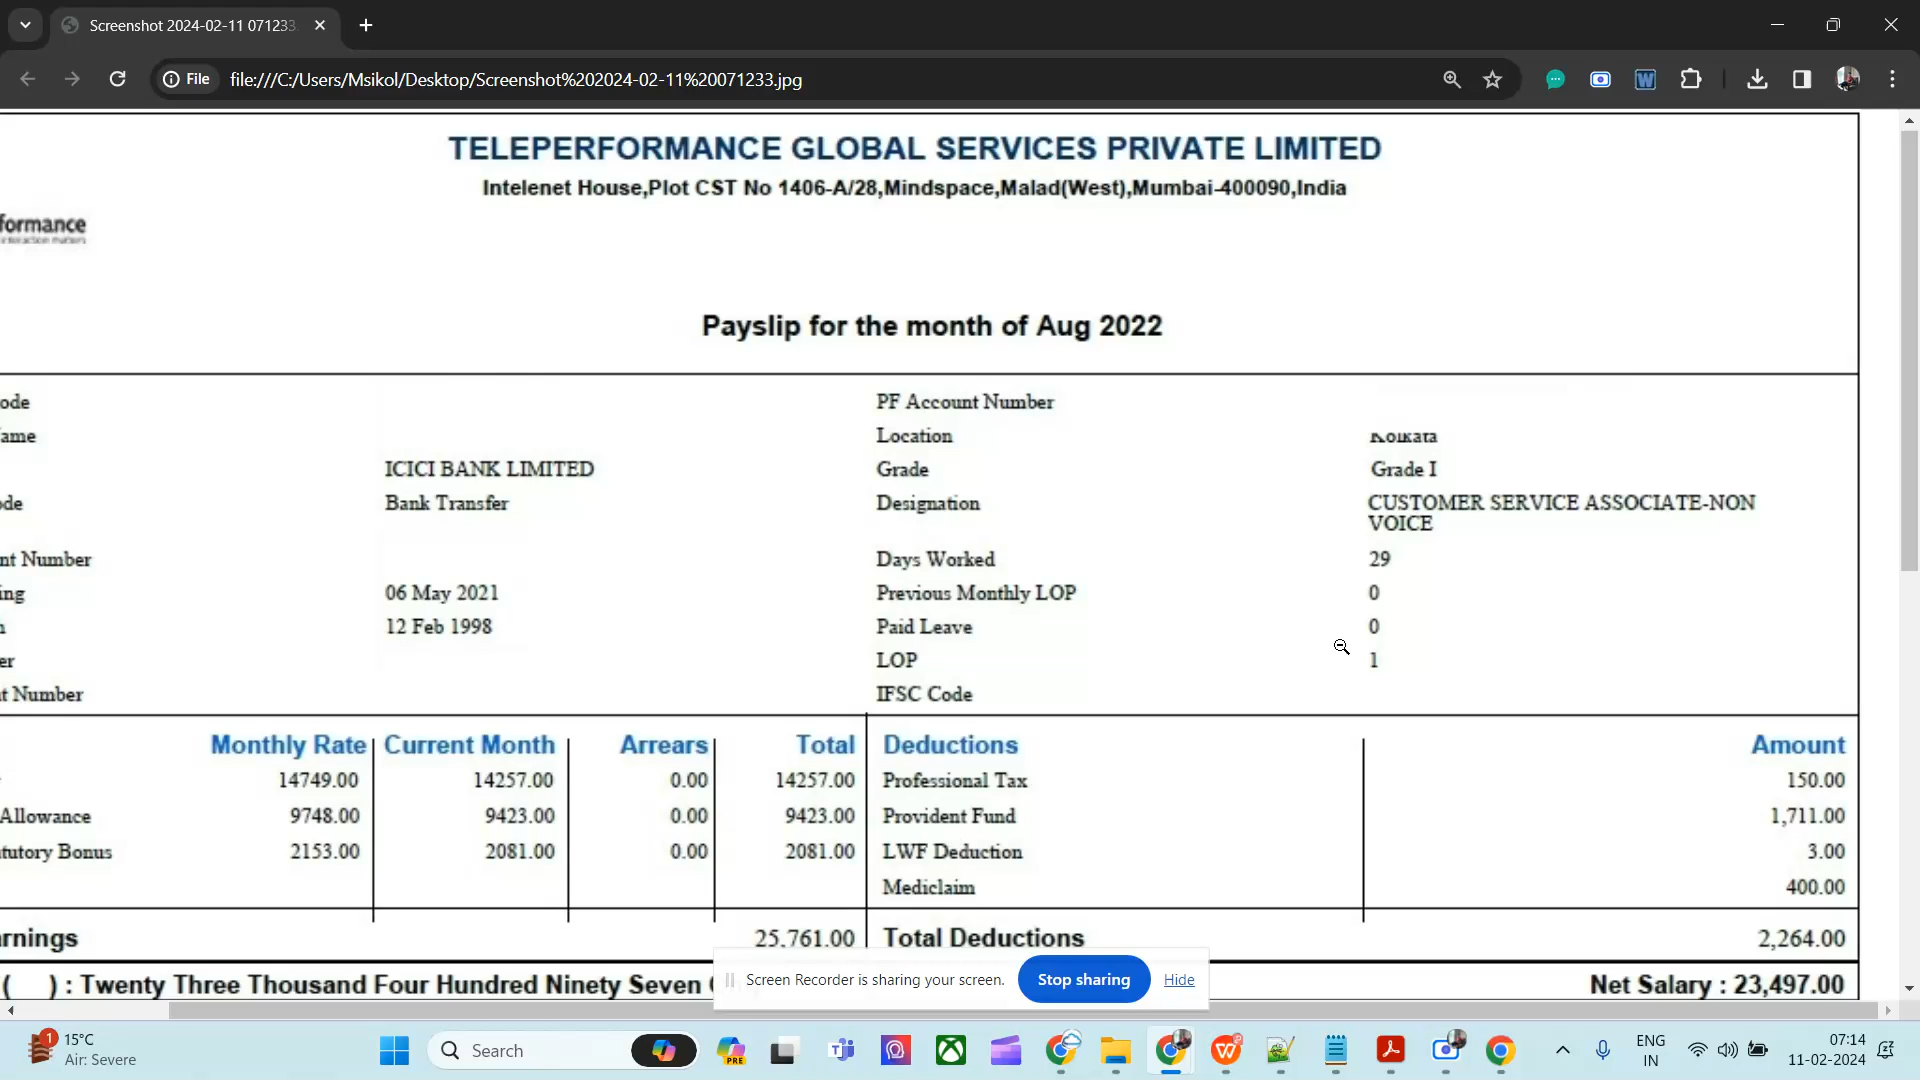 Screenshot 2024-02-11 071233
File file:///C:/Users/Msikol/Desktop/Screenshot%202024-02-11%20071233.jpg
TELEPERFORMANCE GLOBAL SERVICES PRIVATE LIMITED
Intelenet House,Plot CST No 1406-A/28,Mindspace,Malad(West),Mumbai-400090,India
formance
interaction matters
Payslip for the month of Aug 2022
ode PF Account Number
ame Location Kolkata
ICICI BANK LIMITED Grade Grade I
de Bank Transfer Designation CUSTOMER SERVICE ASSOCIATE-NON
VOICE
nt Number Days Worked 29
ing 06 May 2021 Previous Monthly LOP 0
12 Feb 1998 Paid Leave 0
er LOP 1
t Number IFSC Code
Monthly Rate Current Month Arrears Total Deductions Amount
14749.00 14257.00 0.00 14257.00 Professional Tax 150.00
Allowance 9748.00 9423.00 0.00 9423.00 Provident Fund 1,711.00
tutory Bonus 2153.00 2081.00 0.00 2081.00 LWF Deduction 3.00
Mediclaim 400.00
rnings 25,761.00 Total Deductions 2,264.00
( ) : Twenty Three Thousand Four Hundred Ninety Seven Net Salary : 23,497.00
Screen Recorder is sharing your screen. Stop sharing Hide
1 15°C
Air: Severe
Search
PRE
ENG
IN
07:14
11-02-2024